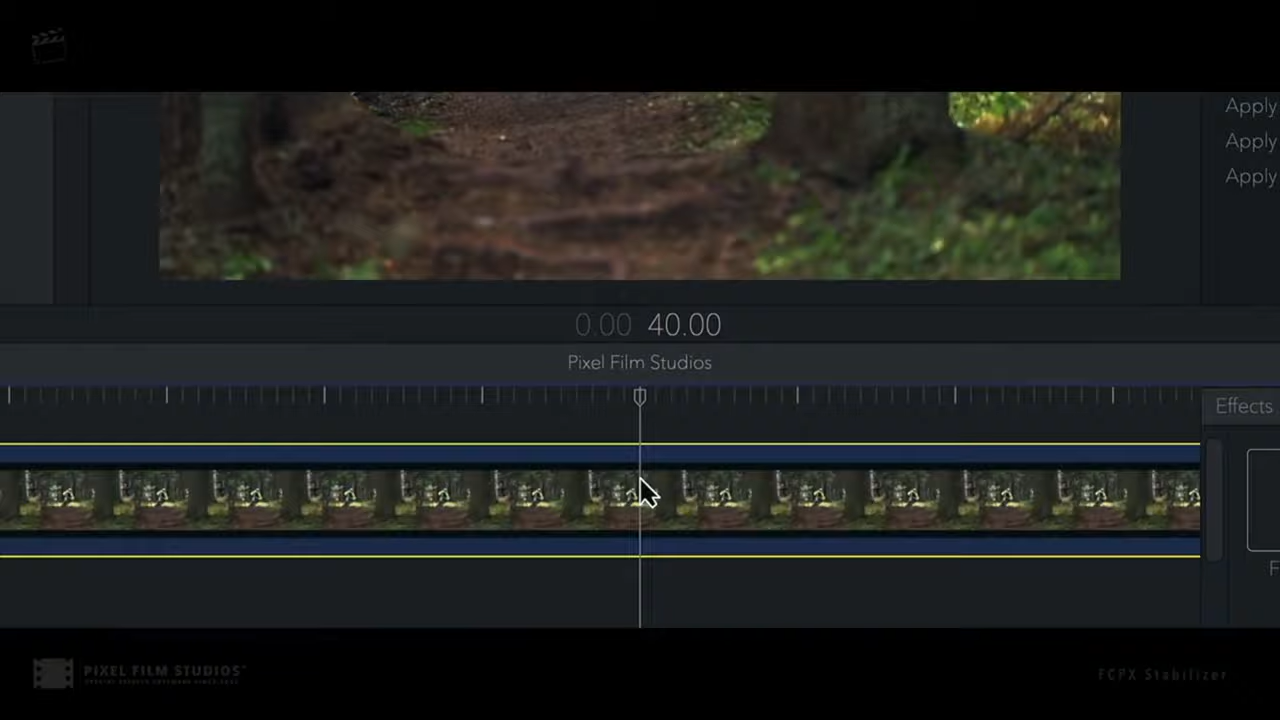 Apply
Apply
Apply
0.00 40.00
Pixel Film Studios
Effects
F
PIXEL FILM STUDIOS
FCPX Stabilizer